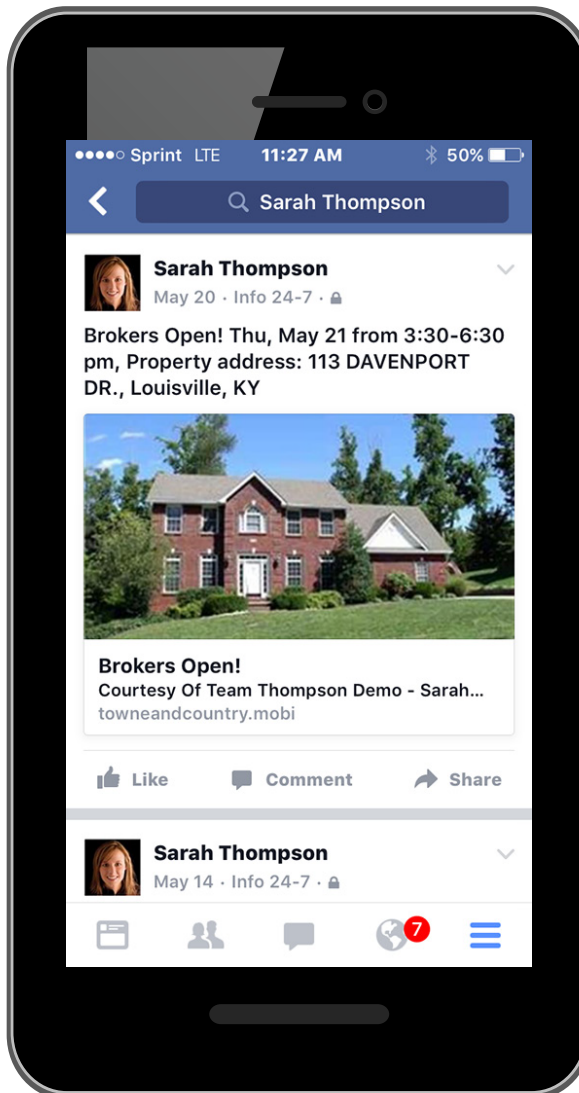 Sprint LTE 11:27 AM 50%
Sarah Thompson
Sarah Thompson
May 20 · Info 24-7 ·
Brokers Open! Thu, May 21 from 3:30-6:30
pm, Property address: 113 DAVENPORT
DR., Louisville, KY
Brokers Open!
Courtesy Of Team Thompson Demo - Sarah...
towneandcountry.mobi
Like Comment Share
Sarah Thompson
May 14 · Info 24-7 ·
7